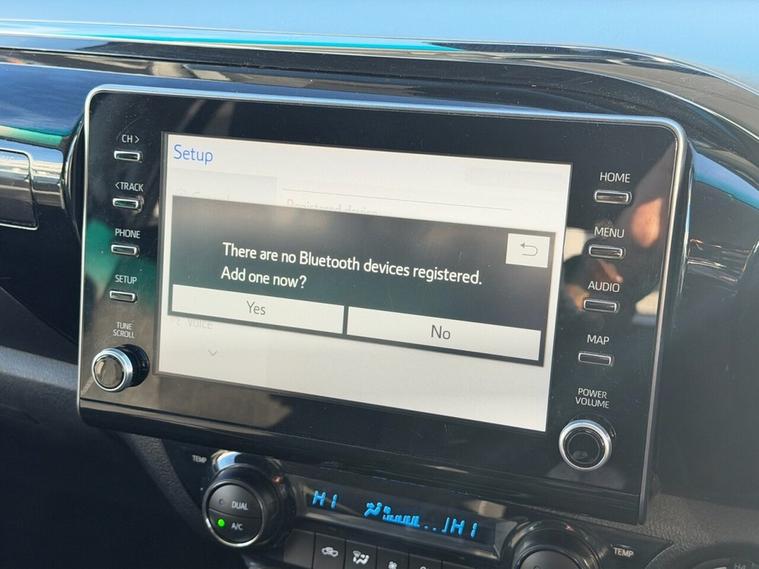 CH >
< TRACK
PHONE
SETUP
TUNE
SCROLL
Setup
There are no Bluetooth devices registered.
Add one now?
Yes
No
Voice
HOME
MENU
AUDIO
MAP
POWER
VOLUME
TEMP
DUAL
A/C
HI
HI
TEMP